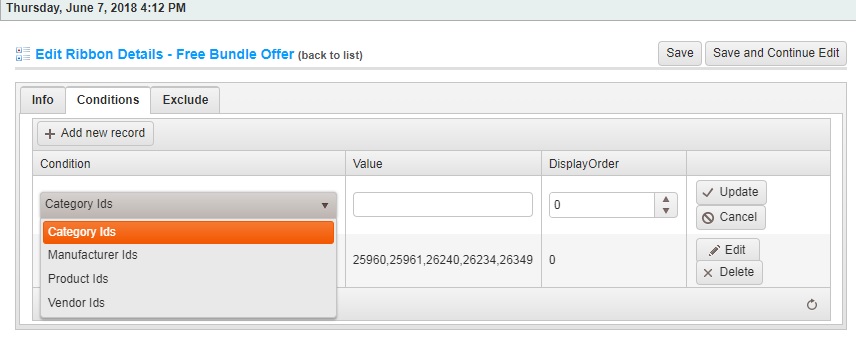 Thursday, June 7, 2018 4:12 PM
Edit Ribbon Details - Free Bundle Offer (back to list) Save Save and Continue Edit
Info Conditions Exclude
+ Add new record
Condition Value DisplayOrder
Category Ids 0 Update
Cancel
Category Ids
Manufacturer Ids
Product Ids
Vendor Ids
25960,25961,26240,26234,26349 0 Edit
Delete